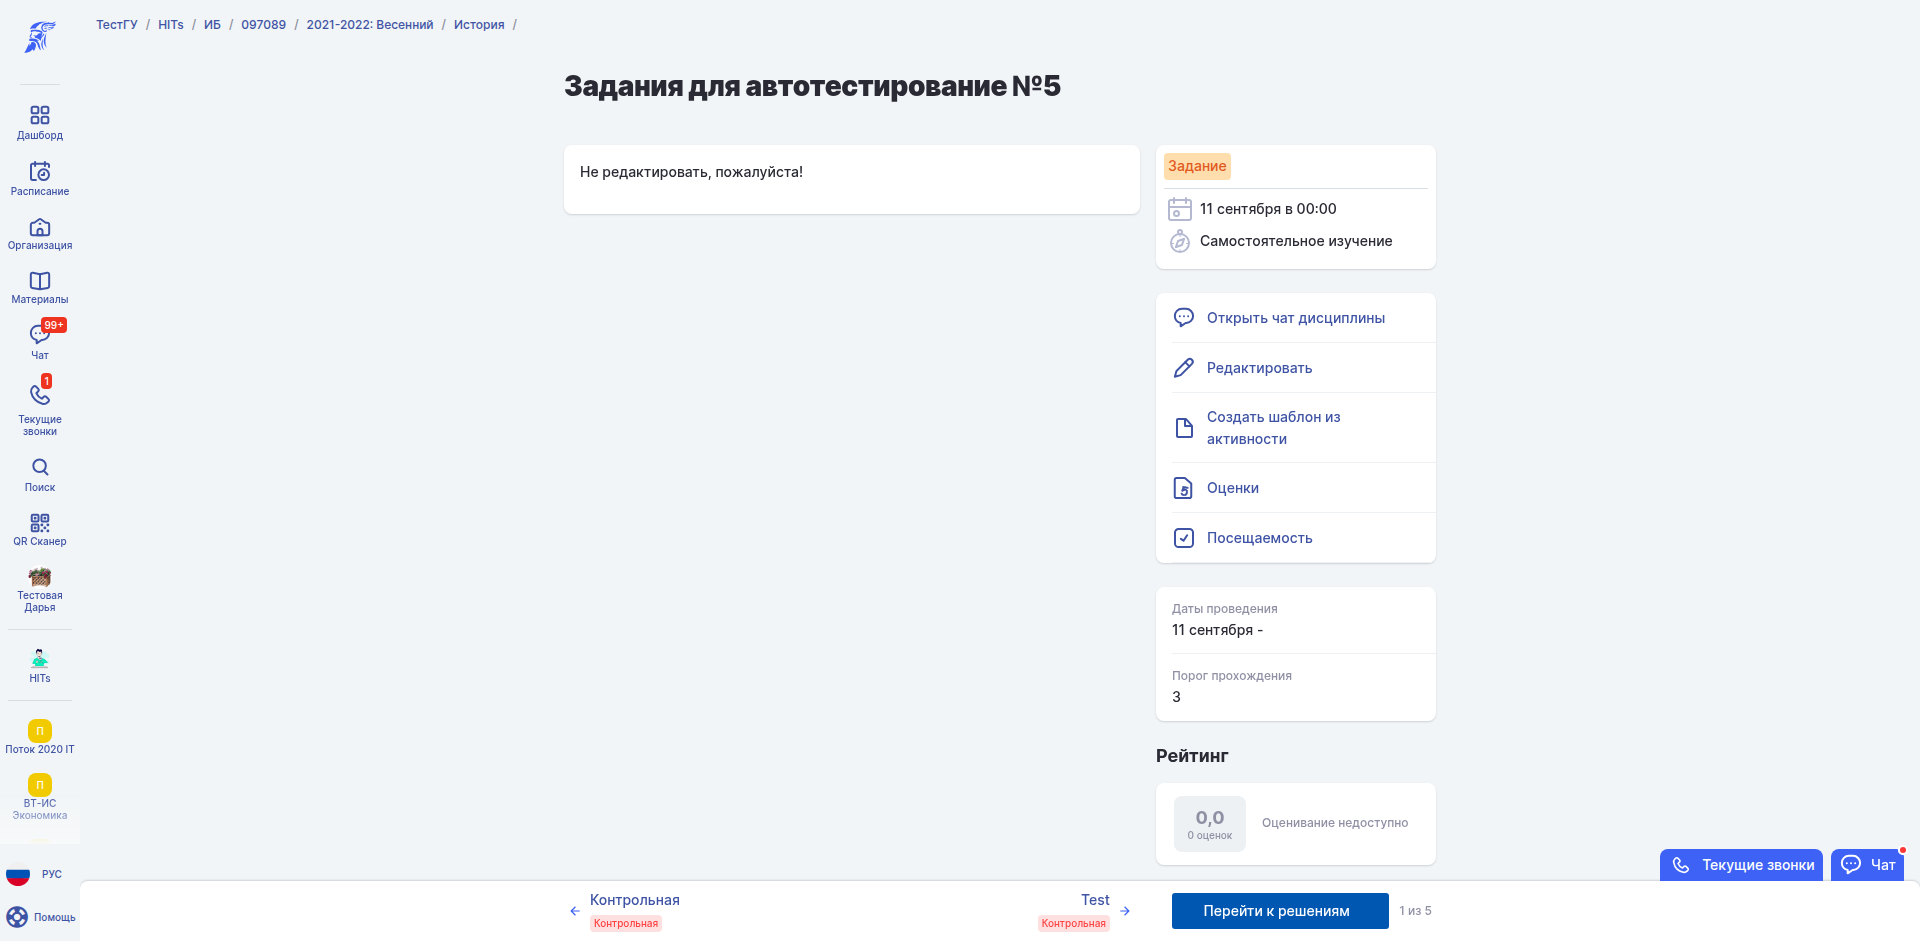 ТестГУ / HITs / ИБ / 097089 / 2021-2022: Весенний / История /
Дашборд
Расписание
Организация
Материалы
99+
Чат
1
Текущие
звонки
Поиск
QR Сканер
Тестовая
Дарья
HITs
П
Поток 2020 IT
П
ВТ-ИС
Экономика
РУС
Помощь
Задания для автотестирование №5
Не редактировать, пожалуйста!
Задание
11 сентября в 00:00
Самостоятельное изучение
Открыть чат дисциплины
Редактировать
Создать шаблон из
активности
Оценки
Посещаемость
Даты проведения
11 сентября -
Порог прохождения
3
Рейтинг
0,0
0 оценок
Оценивание недоступно
Текущие звонки
Чат
Контрольная
Контрольная
Test
Контрольная
Перейти к решениям
1 из 5